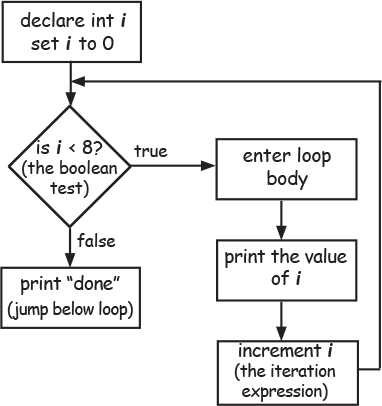 declare int i
set i to 0
is i < 8?
(the boolean
test)
true
enter loop
body
false
print the value
of i
print “done”
(jump below loop)
increment i
(the iteration
expression)